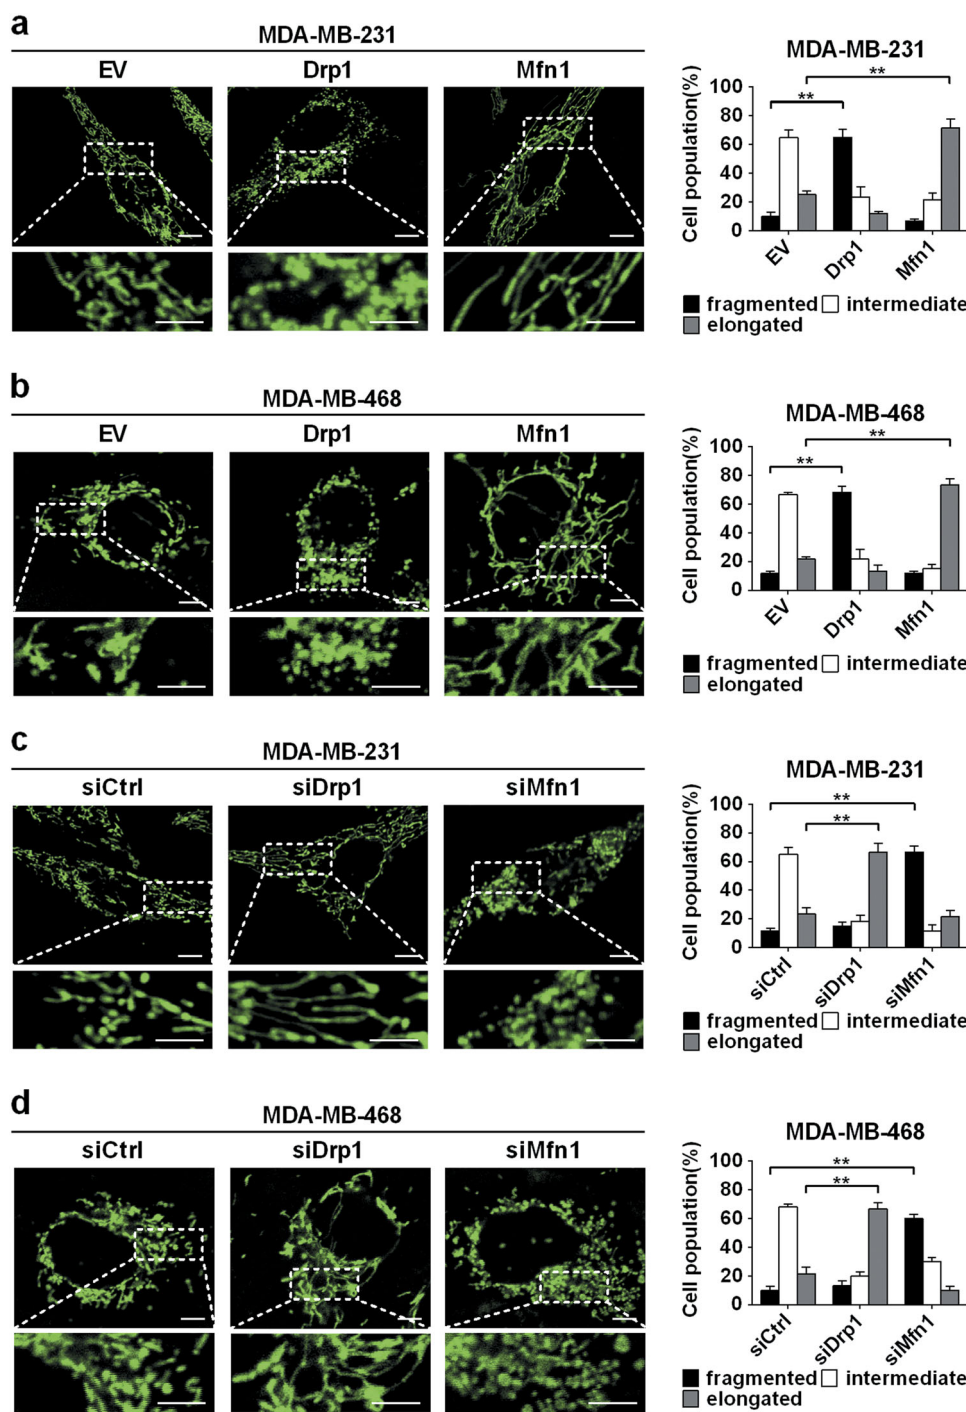 a
MDA-MB-231
EV Drp1 Mfn1
MDA-MB-231
** **
Cell population(%)
100
80
60
40
20
0
EV Drp1 Mfn1
fragmented intermediate
elongated
b
MDA-MB-468
EV Drp1 Mfn1
MDA-MB-468
** **
Cell population(%)
100
80
60
40
20
0
EV Drp1 Mfn1
fragmented intermediate
elongated
c
MDA-MB-231
siCtrl siDrp1 siMfn1
MDA-MB-231
**
**
Cell population(%)
100
80
60
40
20
0
siCtrl siDrp1 siMfn1
fragmented intermediate
elongated
d
MDA-MB-468
siCtrl siDrp1 siMfn1
MDA-MB-468
**
**
Cell population(%)
100
80
60
40
20
0
siCtrl siDrp1 siMfn1
fragmented intermediate
elongated